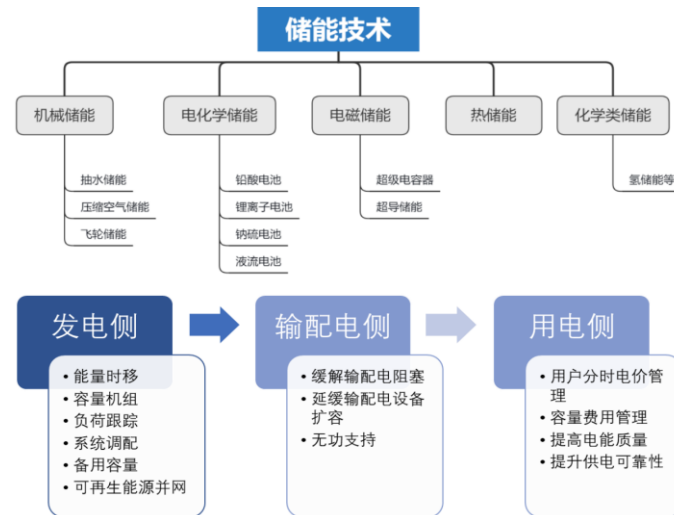 储能技术
机械储能
电化学储能
电磁储能
热储能
化学类储能
抽水储能
压缩空气储能
飞轮储能
铅酸电池
锂离子电池
钠硫电池
液流电池
超级电容器
超导储能
氢储能等
发电侧
• 能量时移
• 容量机组
• 负荷跟踪
• 系统调配
• 备用容量
• 可再生能源并网
输配电侧
• 缓解输配电阻塞
• 延缓输配电设备
扩容
• 无功支持
用电侧
• 用户分时电价管
理
• 容量费用管理
• 提高电能质量
• 提升供电可靠性